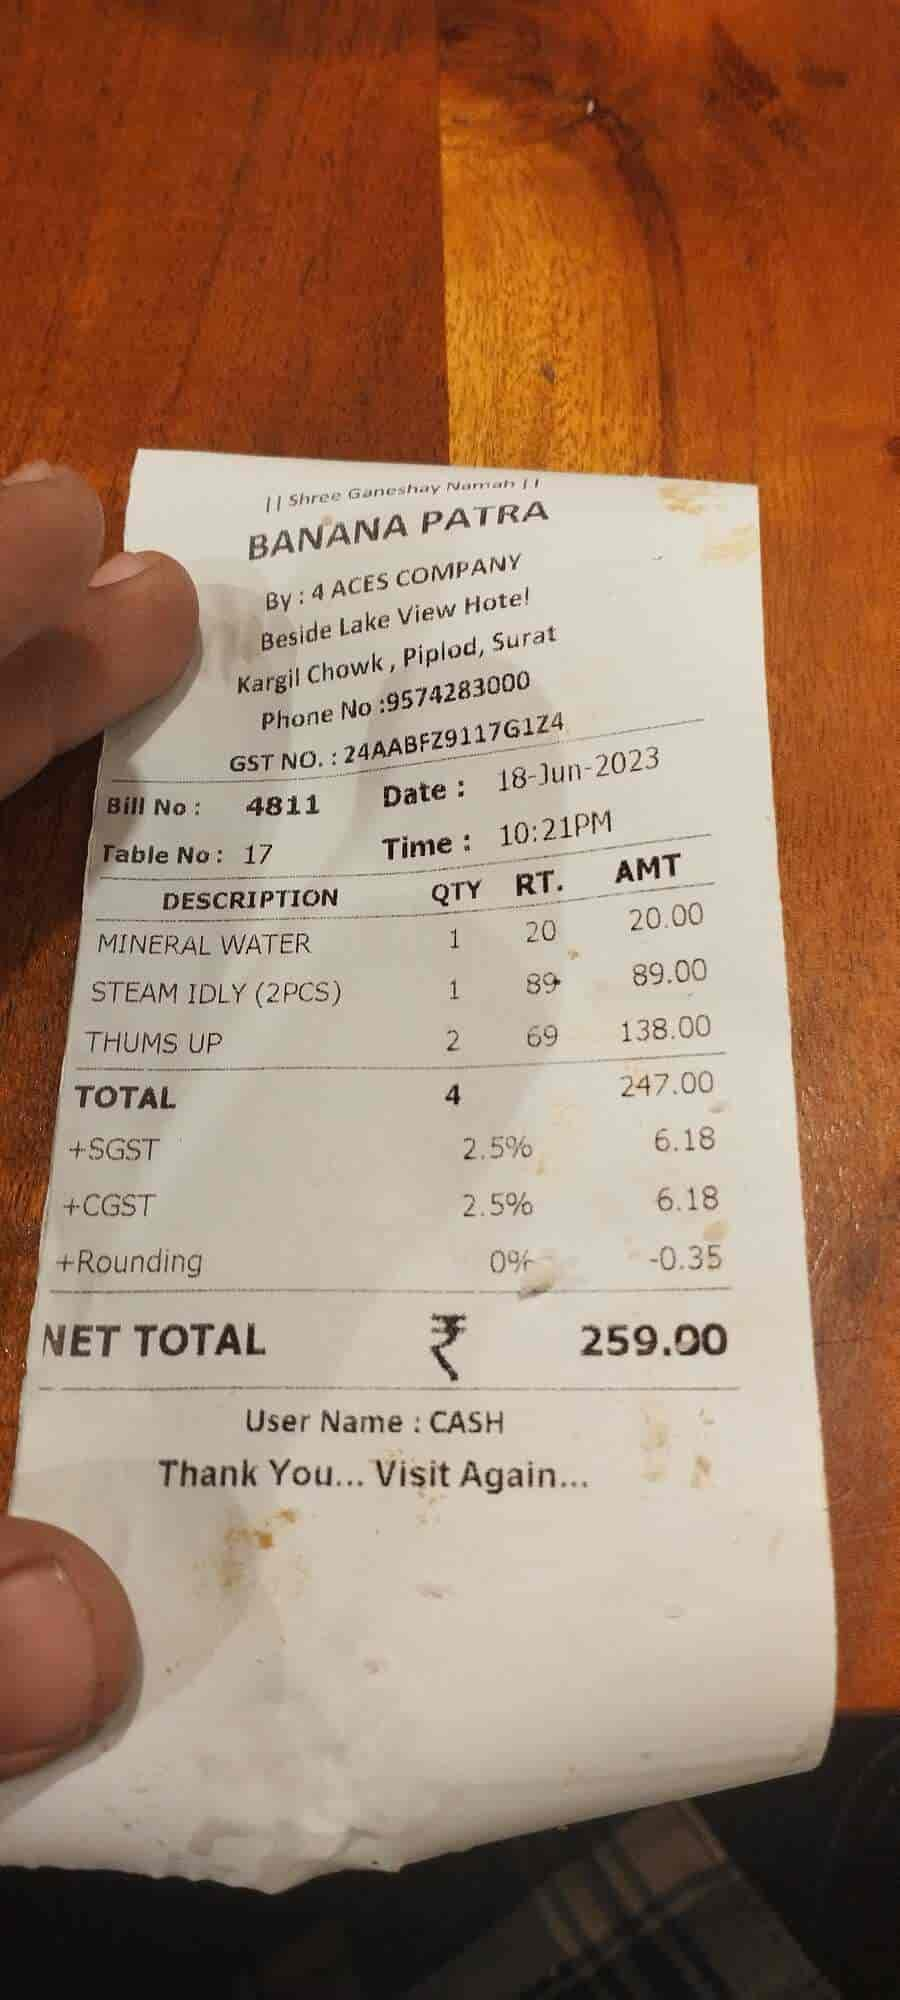 || Shree Ganeshay Namah ||
BANANA PATRA
By : 4 ACES COMPANY
Beside Lake View Hotel
Kargil Chowk , Piplod, Surat
Phone No :9574283000
GST NO. : 24AABFZ9117G1Z4
Bill No : 4811 Date : 18-Jun-2023
Table No : 17 Time : 10:21PM
DESCRIPTION QTY RT. AMT
MINERAL WATER 1 20 20.00
STEAM IDLY (2PCS) 1 89 89.00
THUMS UP 2 69 138.00
TOTAL 4 247.00
+SGST 2.5% 6.18
+CGST 2.5% 6.18
+Rounding 0% -0.35
NET TOTAL ₹ 259.00
User Name : CASH
Thank You... Visit Again...